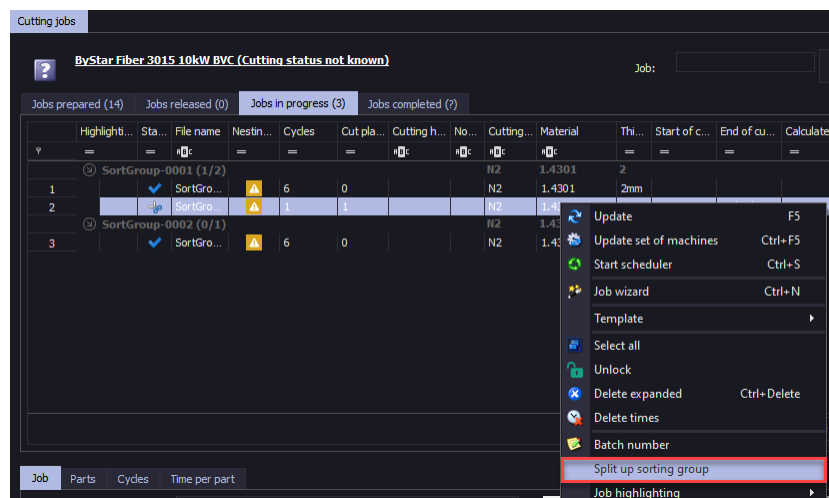 Cutting jobs
ByStar Fiber 3015 10kW BVC (Cutting status not known)
Job:
Jobs prepared (14) Jobs released (0) Jobs in progress (3) Jobs completed (?)
Highlighti... Sta... File name Nestin... Cycles Cut pla... Cutting h... No... Cutting... Material Thi... Start of c... End of cu... Calculate
= = ABC = = = ABC ABC = ABC = = = =
SortGroup-0001 (1/2) N2 1.4301 2
1 SortGro... 6 0 N2 1.4301 2mm
2 SortGro... 1 1 N2 1.43
SortGroup-0002 (0/1) N2 1.43
3 SortGro... 6 0 N2 1.43
Update F5
Update set of machines Ctrl+F5
Start scheduler Ctrl+S
Job wizard Ctrl+N
Template
Select all
Unlock
Delete expanded Ctrl+Delete
Delete times
Batch number
Split up sorting group
Job highlighting
Job Parts Cycles Time per part